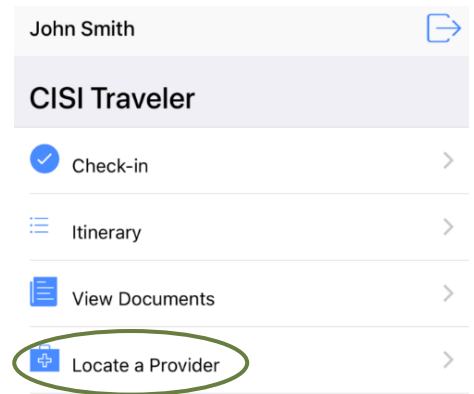 John Smith
CISI Traveler
Check-in
Itinerary
View Documents
Locate a Provider